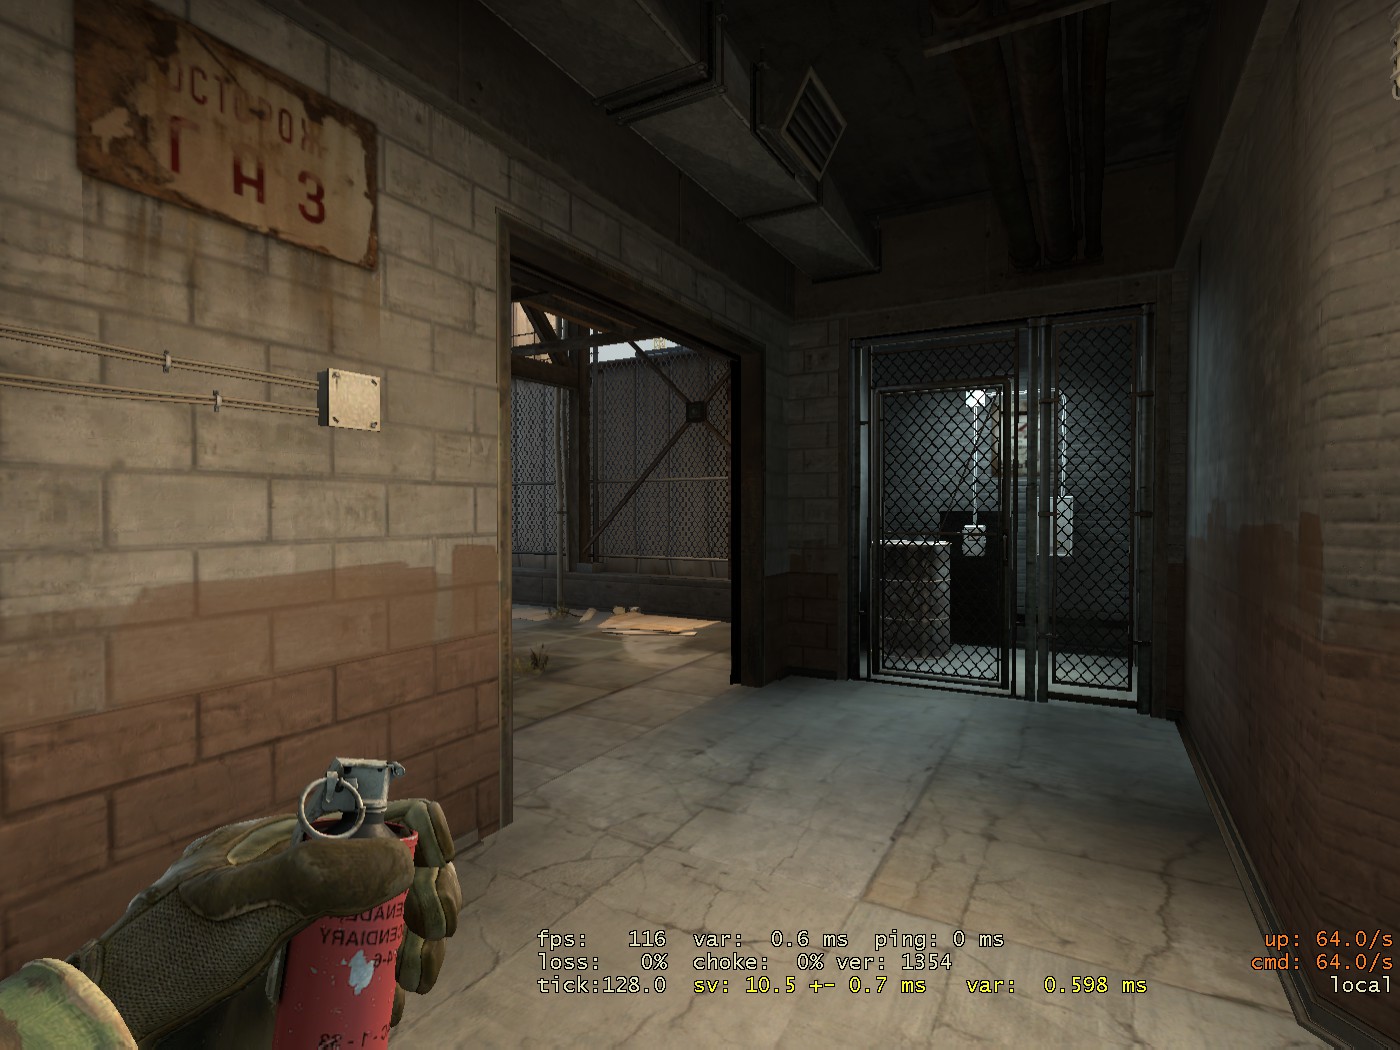 ОСТОРОЖ
Г Н З
fps: 116 var: 0.6 ms ping: 0 ms
loss: 0% choke: 0% ver: 1354
tick:128.0 sv: 10.5 +- 0.7 ms var: 0.598 ms
up: 64.0/s
cmd: 64.0/s
local